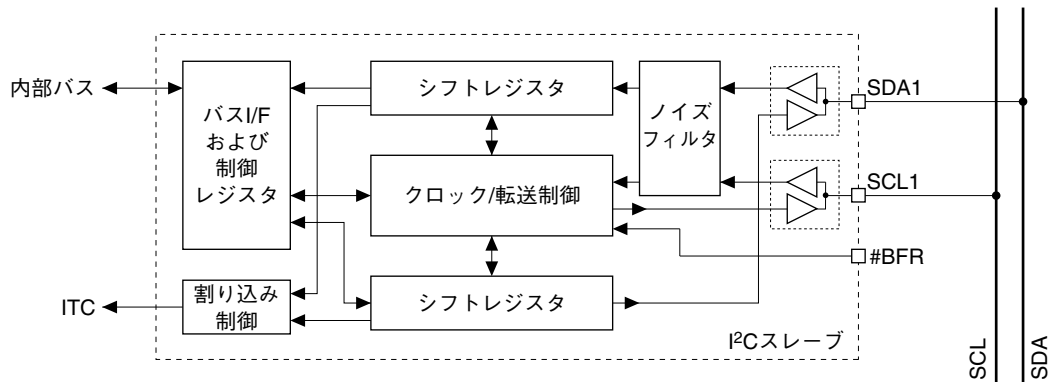 内部バス
バスI/F
および
制御
レジスタ
シフトレジスタ
ノイズ
フィルタ
SDA1
クロック/転送制御
SCL1
#BFR
ITC
割り込み
制御
シフトレジスタ
I²Cスレーブ
SCL
SDA